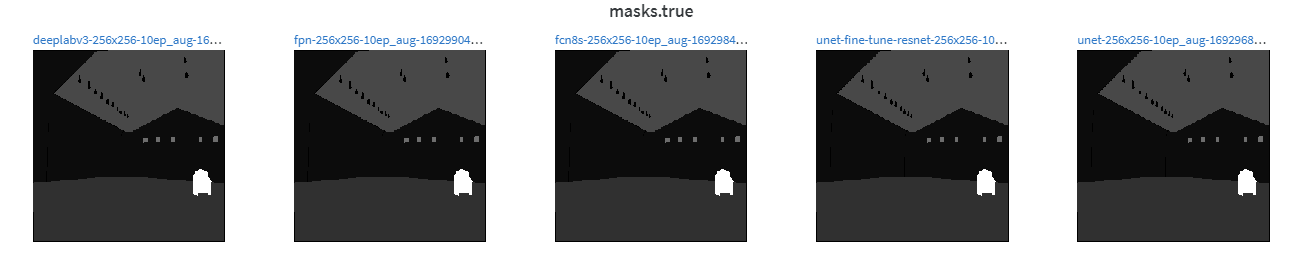 masks.true
deeplabv3-256x256-10ep_aug-16...
fpn-256x256-10ep_aug-16929904...
fcn8s-256x256-10ep_aug-1692984...
unet-fine-tune-resnet-256x256-10...
unet-256x256-10ep_aug-1692968...